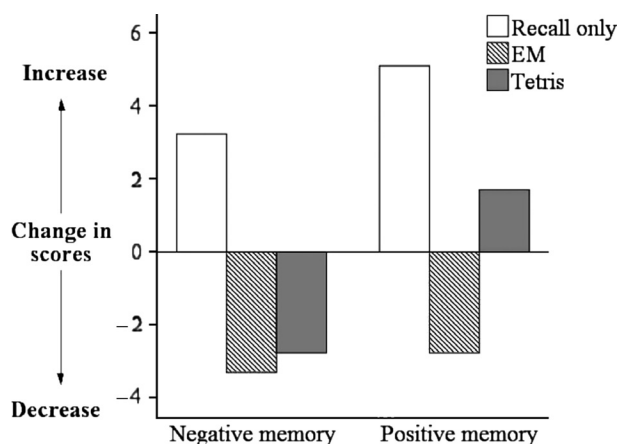 6
4
2
0
−2
−4
Increase
Change in
scores
Decrease
Recall only
EM
Tetris
Negative memory
Positive memory